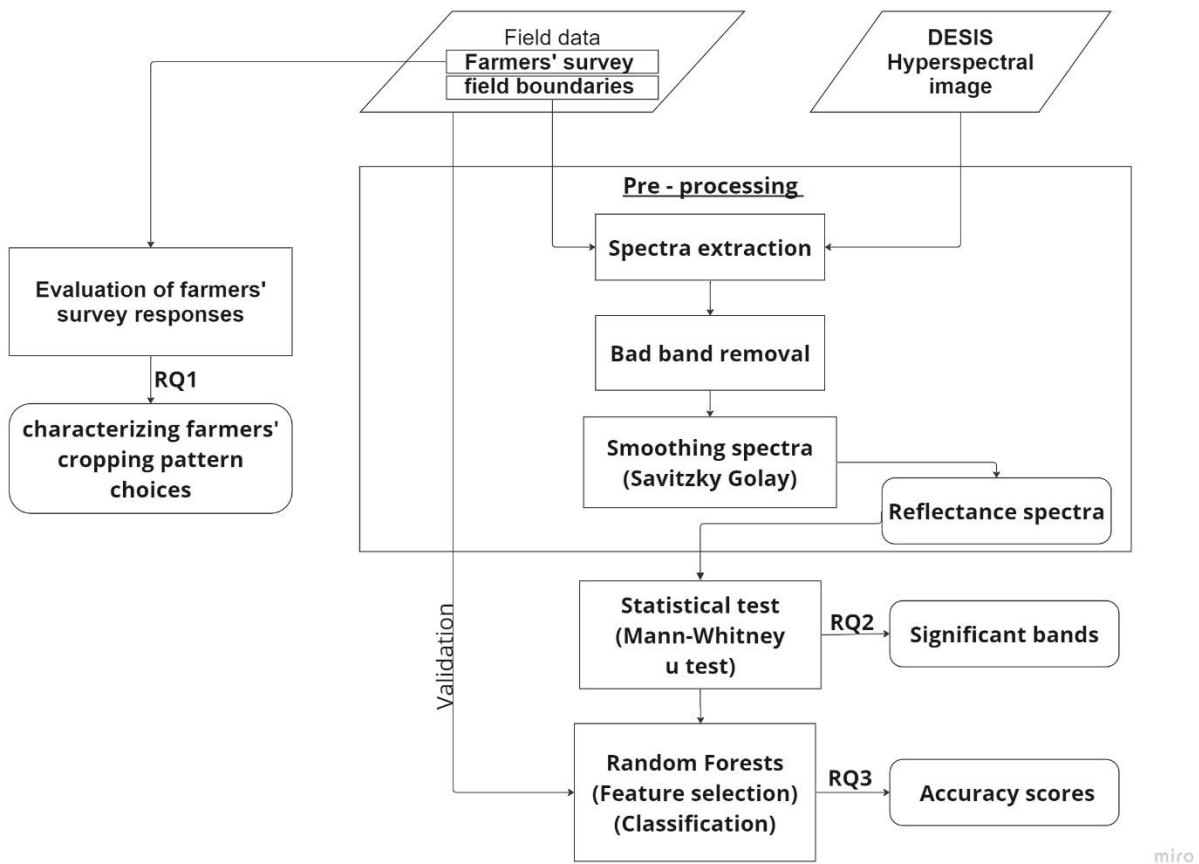 Field data
Farmers' survey
field boundaries
DESIS
Hyperspectral
image
Pre - processing
Spectra extraction
Evaluation of farmers'
survey responses
Bad band removal
RQ1
characterizing farmers'
cropping pattern
choices
Smoothing spectra
(Savitzky Golay)
Reflectance spectra
Validation
Statistical test
(Mann-Whitney
u test)
RQ2
Significant bands
Random Forests
(Feature selection)
(Classification)
RQ3
Accuracy scores
miro